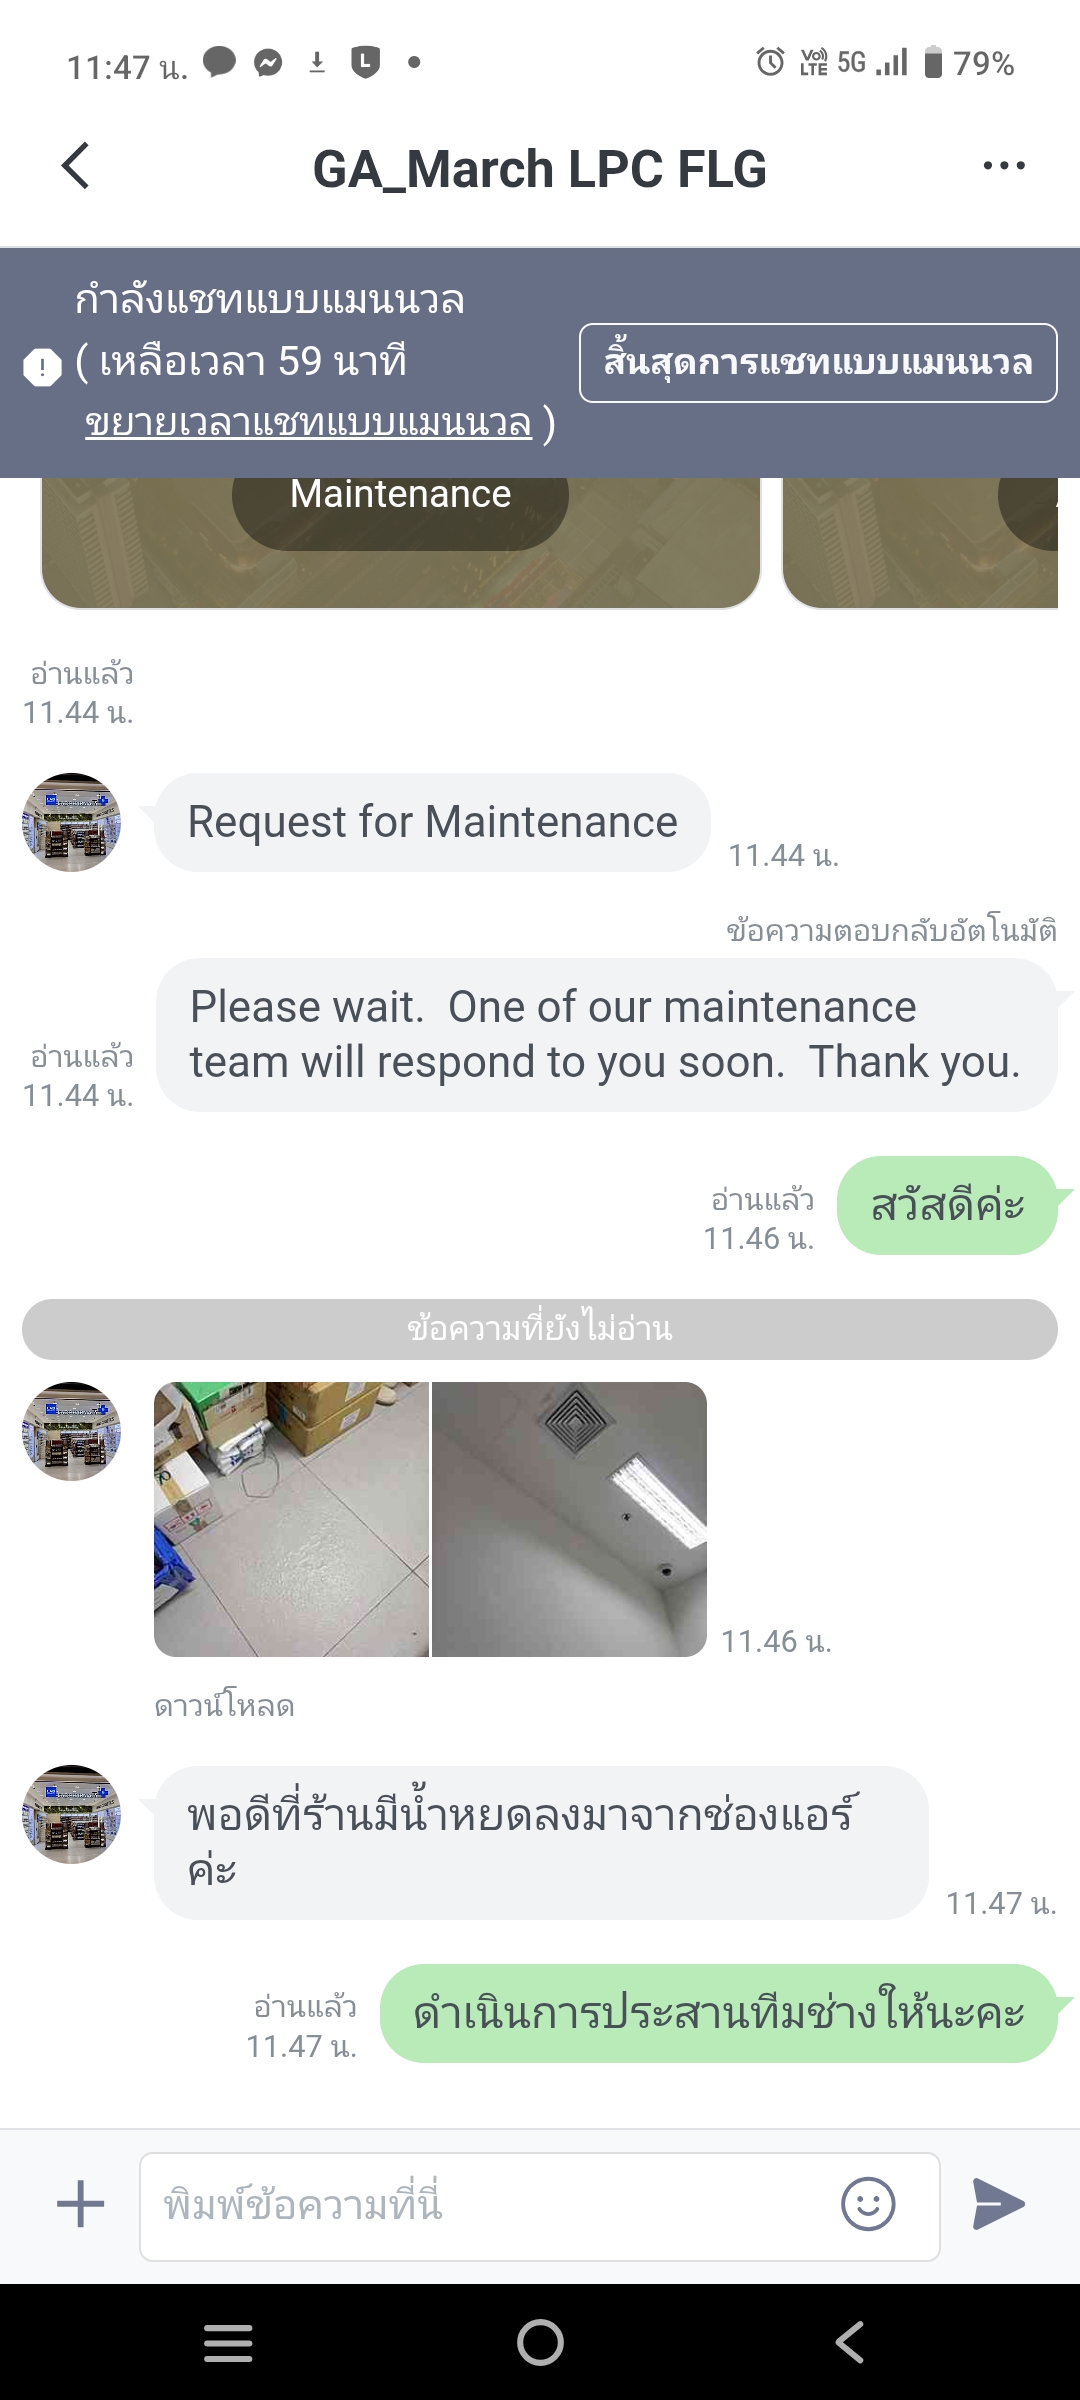 11:47 น.
VoLTE 5G 79%
GA_March LPC FLG
กำลังแชทแบบแมนนวล
( เหลือเวลา 59 นาที
ขยายเวลาแชทแบบแมนนวล )
สิ้นสุดการแชทแบบแมนนวล
Maintenance
อ่านแล้ว
11.44 น.
Request for Maintenance
11.44 น.
ข้อความตอบกลับอัตโนมัติ
Please wait.  One of our maintenance
team will respond to you soon.  Thank you.
อ่านแล้ว
11.44 น.
สวัสดีค่ะ
อ่านแล้ว
11.46 น.
ข้อความที่ยังไม่อ่าน
11.46 น.
ดาวน์โหลด
พอดีที่ร้านมีน้ำหยดลงมาจากช่องแอร์
ค่ะ
11.47 น.
ดำเนินการประสานทีมช่างให้นะคะ
อ่านแล้ว
11.47 น.
พิมพ์ข้อความที่นี่